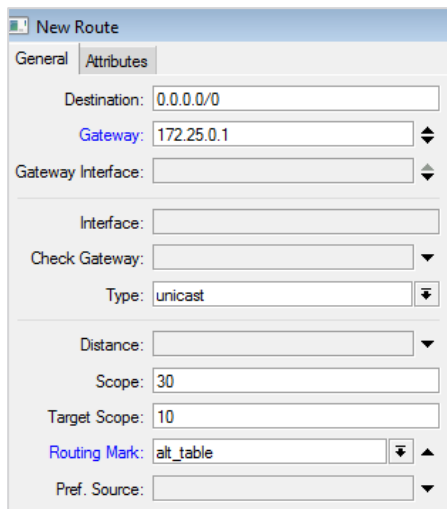 New Route
General Attributes
Destination: 0.0.0.0/0
Gateway: 172.25.0.1
Gateway Interface:
Interface:
Check Gateway:
Type: unicast
Distance:
Scope: 30
Target Scope: 10
Routing Mark: alt_table
Pref. Source: